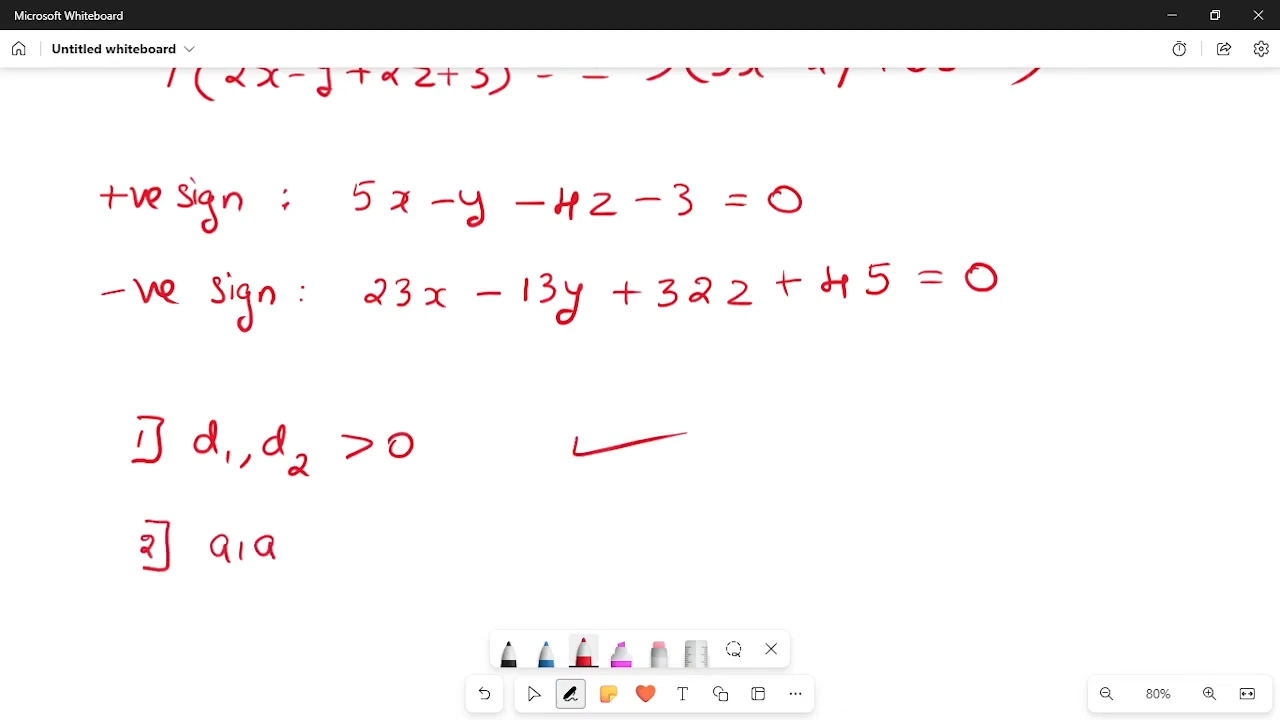 Microsoft Whiteboard
Untitled whiteboard
+ve sign : 5x - y - 4z - 3 = 0
-ve sign : 23x - 13y + 32z + 45 = 0
1] d₁, d₂ > 0
2] a₁a
80%